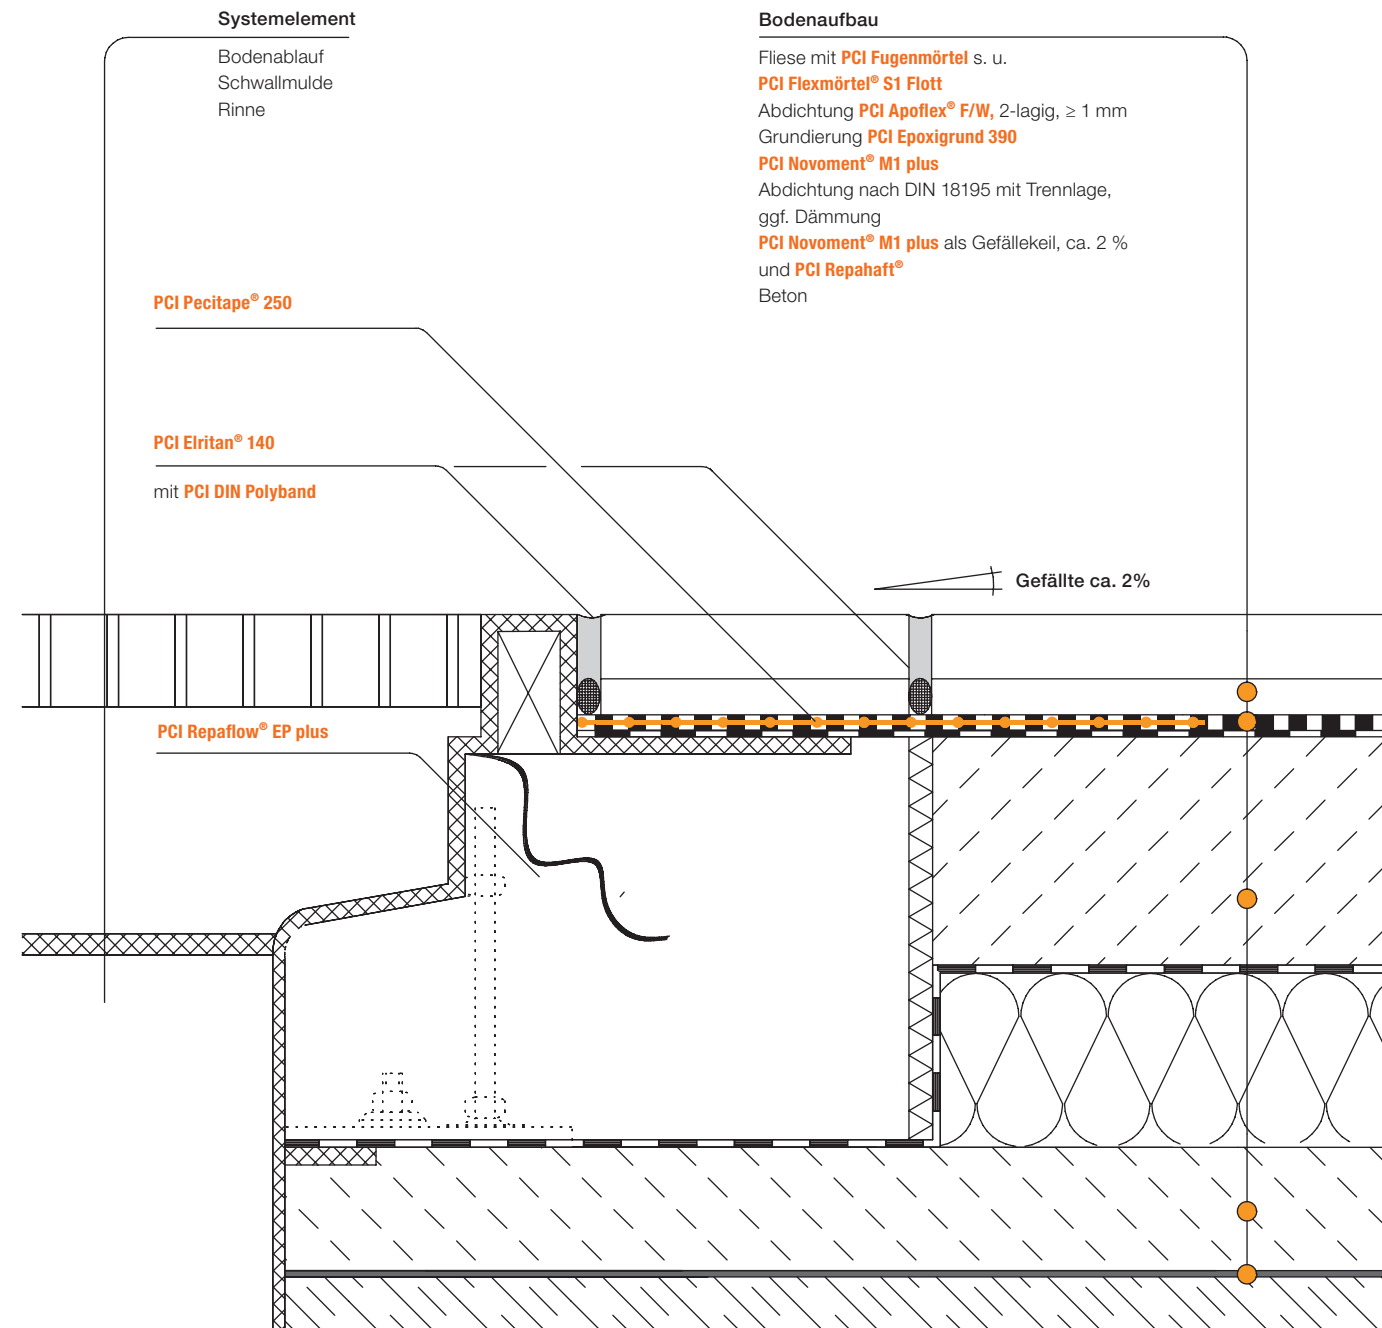 Systemelement
Bodenablauf
Schwallmulde
Rinne
Bodenaufbau
Fliese mit PCI Fugenmörtel s. u.
PCI Flexmörtel® S1 Flott
Abdichtung PCI Apoflex® F/W, 2-lagig, ≥ 1 mm
Grundierung PCI Epoxigrund 390
PCI Novoment® M1 plus
Abdichtung nach DIN 18195 mit Trennlage,
ggf. Dämmung
PCI Novoment® M1 plus als Gefällekeil, ca. 2 %
und PCI Repahaft®
Beton
PCI Pecitape® 250
PCI Elritan® 140
mit PCI DIN Polyband
Gefällte ca. 2%
PCI Repaflow® EP plus